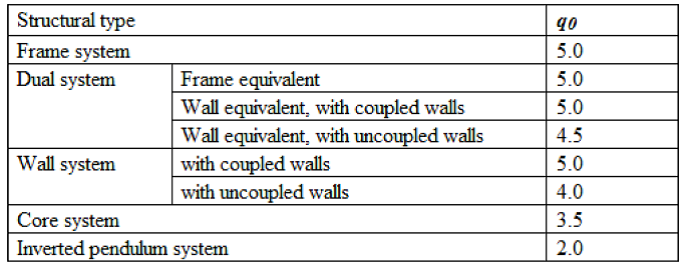 Structural type q0
Frame system 5.0
Dual system Frame equivalent 5.0
Wall equivalent, with coupled walls 5.0
Wall equivalent, with uncoupled walls 4.5
Wall system with coupled walls 5.0
with uncoupled walls 4.0
Core system 3.5
Inverted pendulum system 2.0